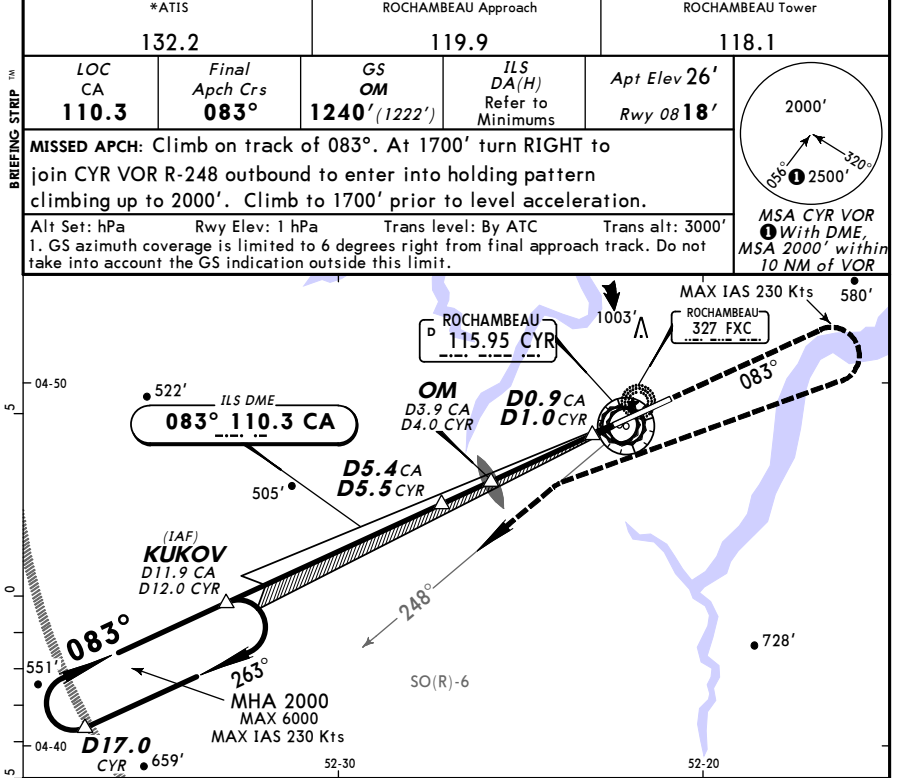 *ATIS
132.2
ROCHAMBEAU Approach
119.9
ROCHAMBEAU Tower
118.1
BRIEFING STRIP TM
LOC
CA
110.3
Final
Apch Crs
083°
GS
OM
1240' (1222')
ILS
DA(H)
Refer to
Minimums
Apt Elev 26'
Rwy 08 18'
MISSED APCH: Climb on track of 083°. At 1700' turn RIGHT to
join CYR VOR R-248 outbound to enter into holding pattern
climbing up to 2000'. Climb to 1700' prior to level acceleration.
Alt Set: hPa Rwy Elev: 1 hPa Trans level: By ATC Trans alt: 3000'
1. GS azimuth coverage is limited to 6 degrees right from final approach track. Do not
take into account the GS indication outside this limit.
2000'
056°
320°
1 2500'
MSA CYR VOR
1 With DME,
MSA 2000' within
10 NM of VOR
MAX IAS 230 Kts
580'
1003'
ROCHAMBEAU
327 FXC
D ROCHAMBEAU
115.95 CYR
083°
04-50
522'
ILS DME
083° 110.3 CA
OM
D3.9 CA
D4.0 CYR
D0.9 CA
D1.0 CYR
5
D5.4 CA
D5.5 CYR
505'
(IAF)
KUKOV
D11.9 CA
D12.0 CYR
0
248°
083°
263°
551'
728'
SO(R)-6
MHA 2000
MAX 6000
MAX IAS 230 Kts
04-40
D17.0
CYR
659'
52-30
52-20
5